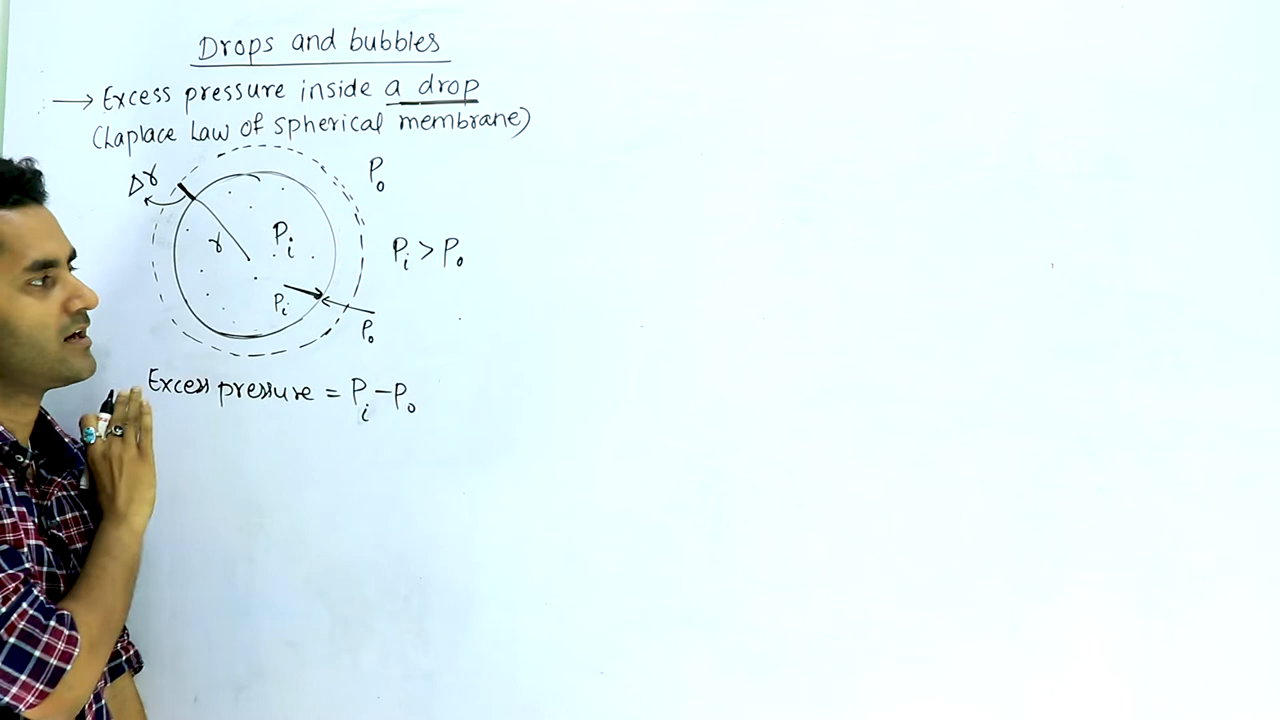 Drops and bubbles
→ Excess pressure inside a drop
(Laplace Law of spherical membrane)
Δr
P₀
r
Pᵢ
Pᵢ > P₀
Pᵢ
P₀
Excess pressure = Pᵢ - P₀